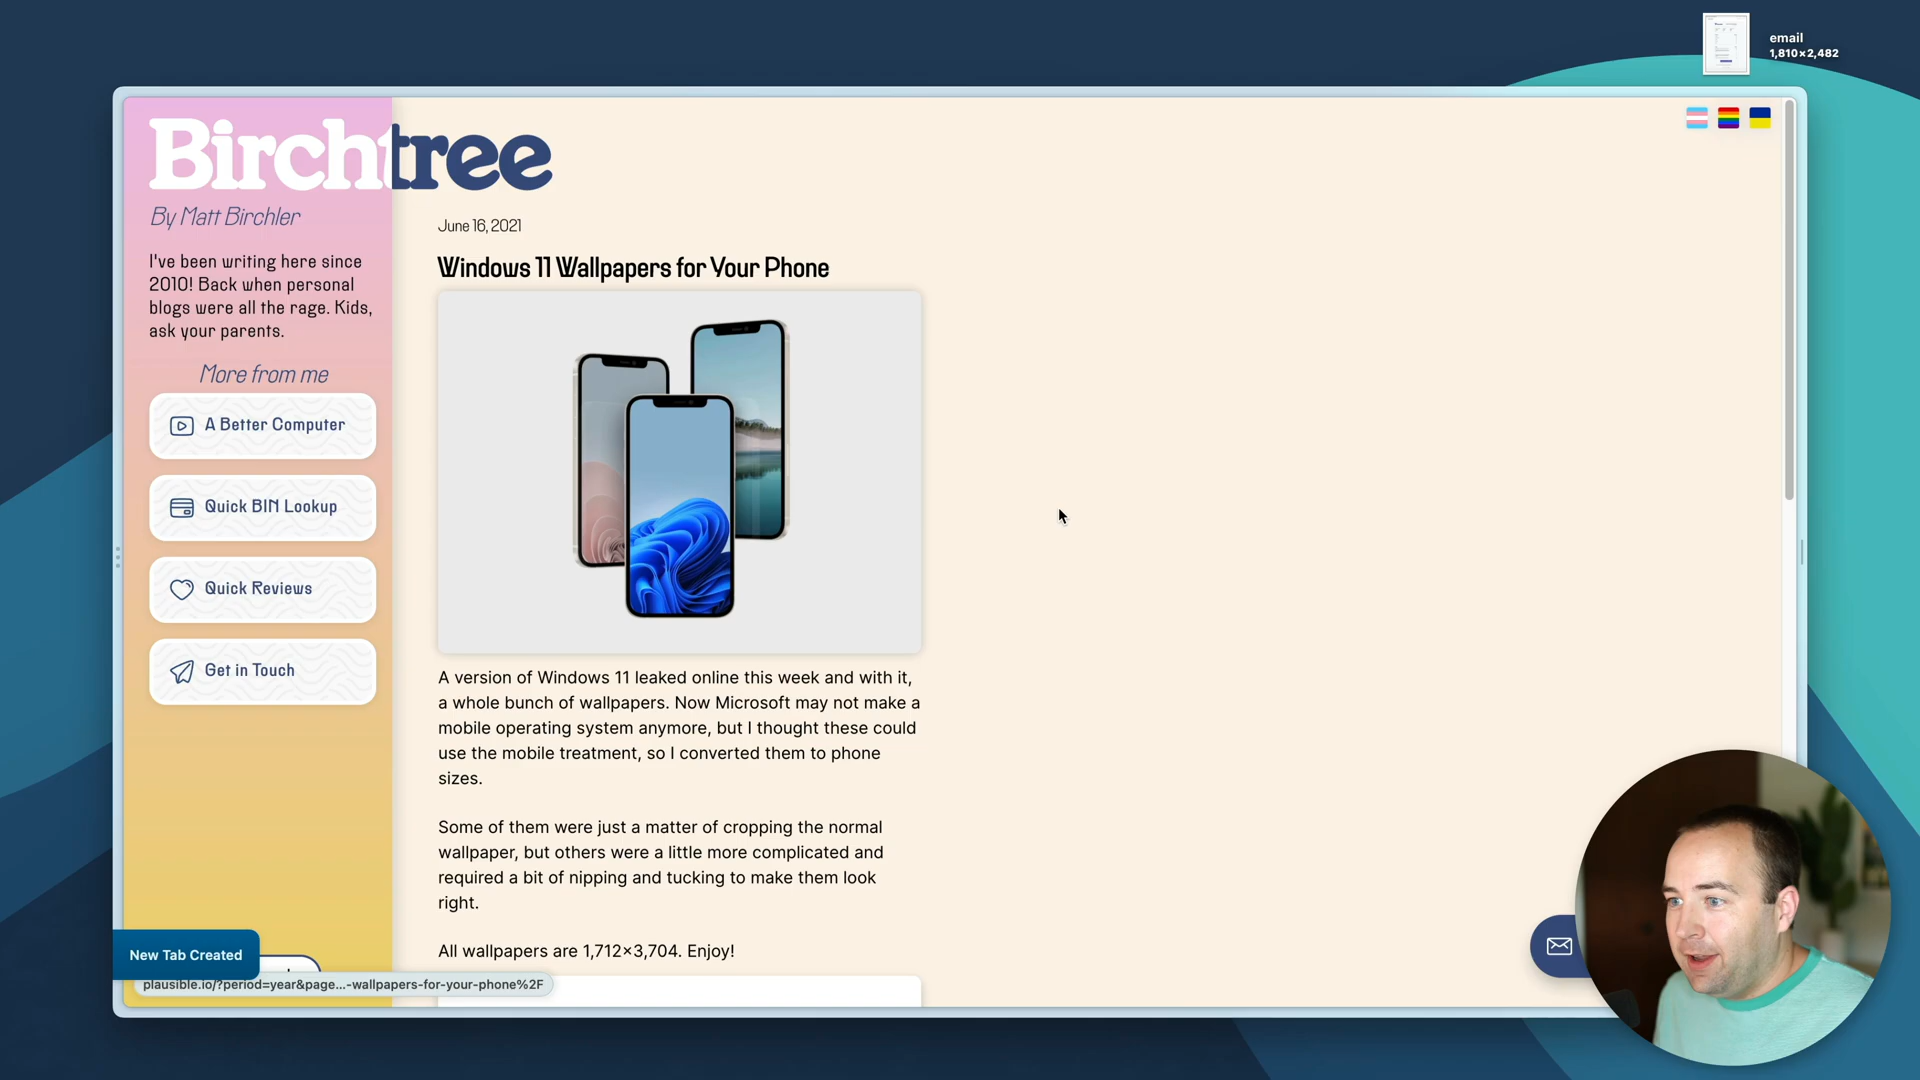 email
1,810×2,482
Birchtree
By Matt Birchler
I've been writing here since
2010! Back when personal
blogs were all the rage. Kids,
ask your parents.
More from me
A Better Computer
Quick BIN Lookup
Quick Reviews
Get in Touch
June 16, 2021
Windows 11 Wallpapers for Your Phone
A version of Windows 11 leaked online this week and with it,
a whole bunch of wallpapers. Now Microsoft may not make a
mobile operating system anymore, but I thought these could
use the mobile treatment, so I converted them to phone
sizes.
Some of them were just a matter of cropping the normal
wallpaper, but others were a little more complicated and
required a bit of nipping and tucking to make them look
right.
All wallpapers are 1,712×3,704. Enjoy!
New Tab Created
plausible.io/?period=year&page...-wallpapers-for-your-phone%2F